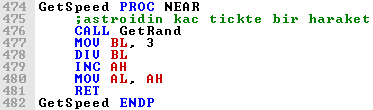 474 GetSpeed PROC NEAR
475 ;astroidin kac tickte bir haraket
476 CALL GetRand
477 MOV BL, 3
478 DIV BL
479 INC AH
480 MOV AL, AH
481 RET
482 GetSpeed ENDP